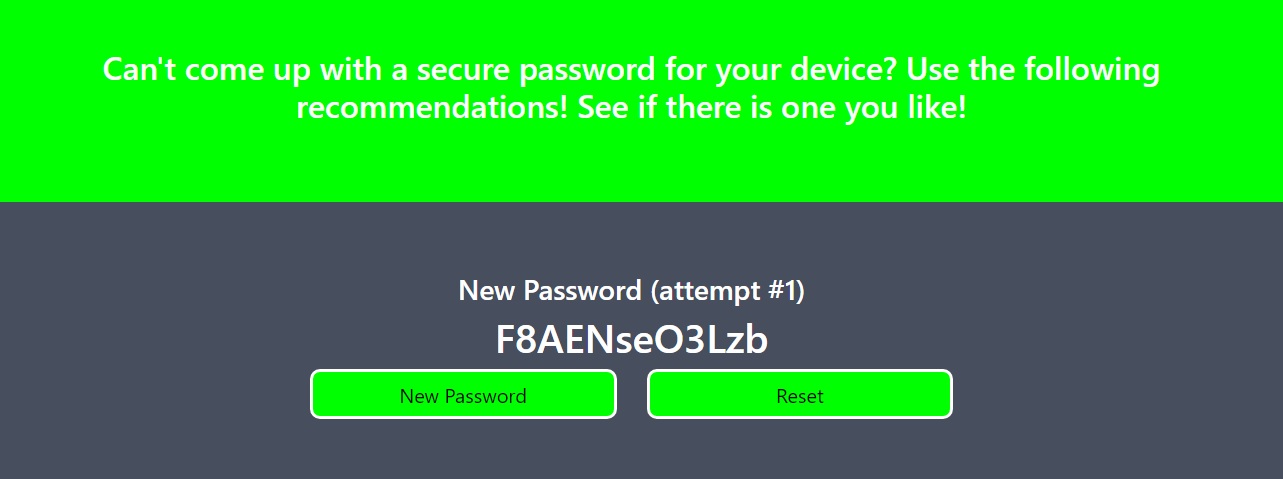 Can't come up with a secure password for your device? Use the following
recommendations! See if there is one you like!
New Password (attempt #1)
F8AENseO3Lzb
New Password
Reset